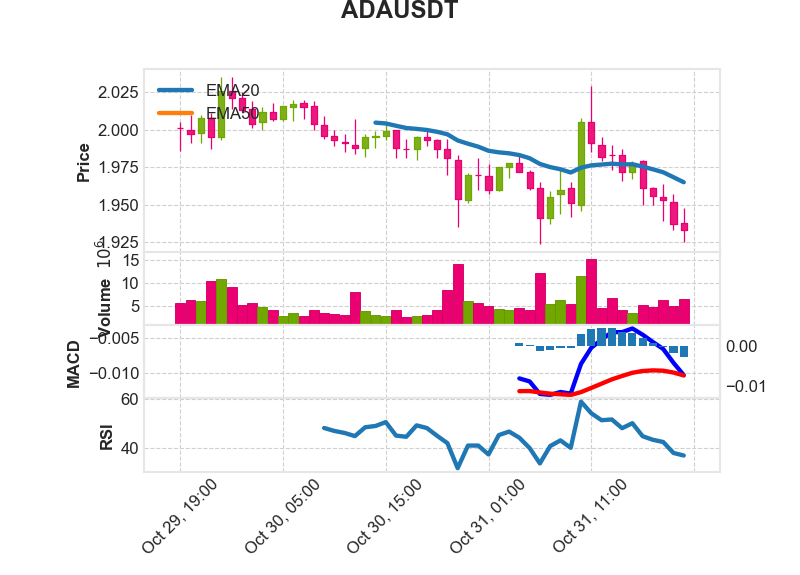 ADAUSDT
EMA20
EMA50
Price
2.025
2.000
1.975
1.950
1.925
Volume 10^6
15
10
5
MACD
−0.005
−0.010
0.00
−0.01
RSI
60
40
Oct 29, 19:00
Oct 30, 05:00
Oct 30, 15:00
Oct 31, 01:00
Oct 31, 11:00